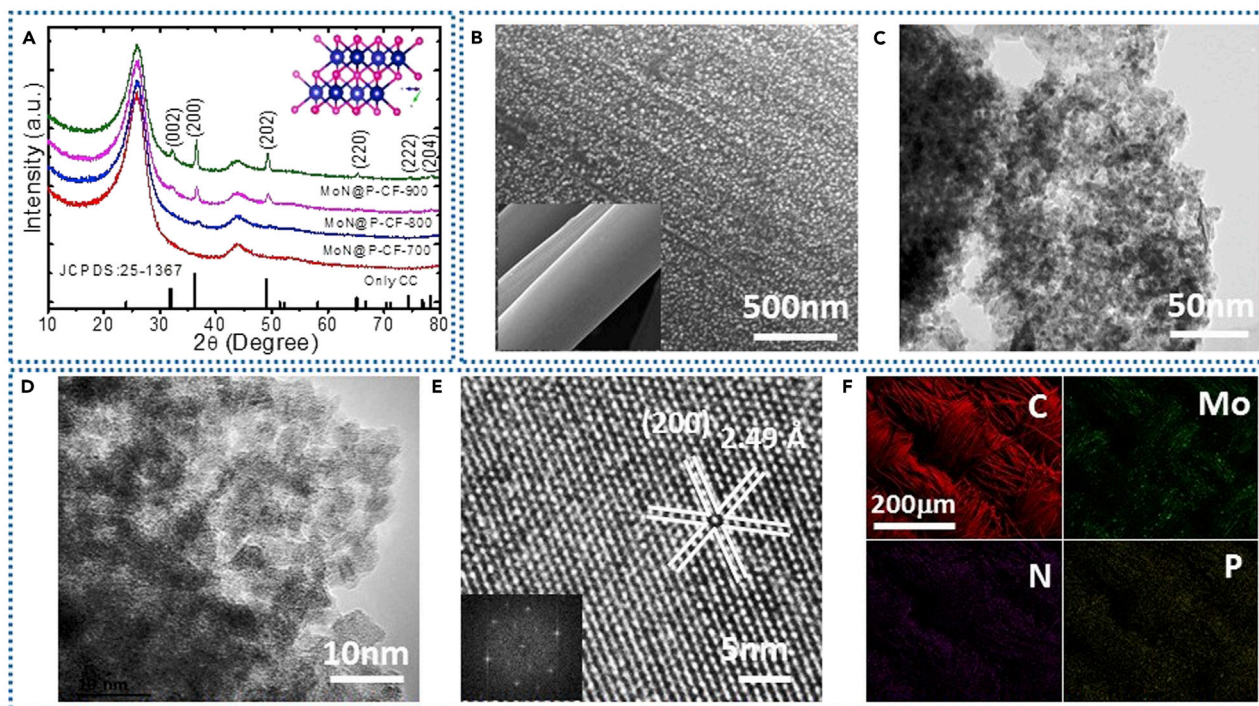 A
Intensity (a.u.)
(002)
(200)
(202)
(220)
(222)
(204)
MoN@P-CF-900
MoN@P-CF-800
MoN@P-CF-700
JCPDS:25-1367
Only CC
10 20 30 40 50 60 70 80
2θ (Degree)
B
500nm
C
50nm
D
10nm
10 nm
E
(200) 2.49 Å
5nm
F
C
200μm
Mo
N
P